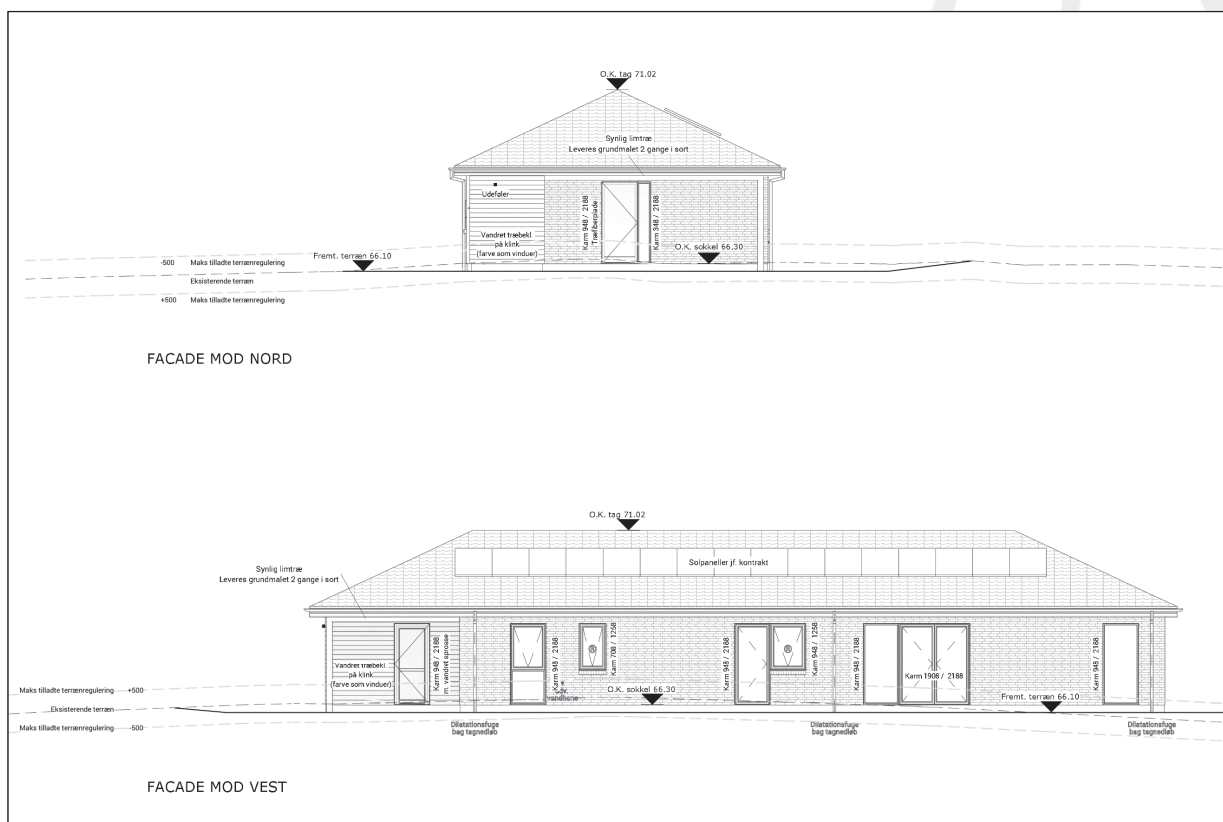 O.K. tag 71.02
Synlig limtræ
Leveres grundmalet 2 gange i sort
Udeføler
Karm 948 / 2188
Træfiberplade
Karm 348 / 2188
Vandret træbekl.
på klink
(farve som vinduer)
O.K. sokkel 66.30
Fremt. terræn 66.10
-500 Maks tilladte terrænregulering
Eksisterende terræn
+500 Maks tilladte terrænregulering
FACADE MOD NORD
O.K. tag 71.02
Solpaneller jf. kontrakt
Synlig limtræ
Leveres grundmalet 2 gange i sort
Vandret træbekl.
på klink
(farve som vinduer)
Karm 948 / 2188
m. vandret sprosse
Karm 948 / 2188
Karm 708 / 1258
Karm 948 / 2188
Karm 948 / 1258
Karm 948 / 2188
Karm 1908 / 2188
Karm 948 / 2188
Maks tilladte terrænregulering +500
Udv.
vandhane
O.K. sokkel 66.30
Fremt. terræn 66.10
Eksisterende terræn
Maks tilladte terrænregulering -500
Dilatationsfuge
bag tagnedløb
Dilatationsfuge
bag tagnedløb
Dilatationsfuge
bag tagnedløb
FACADE MOD VEST